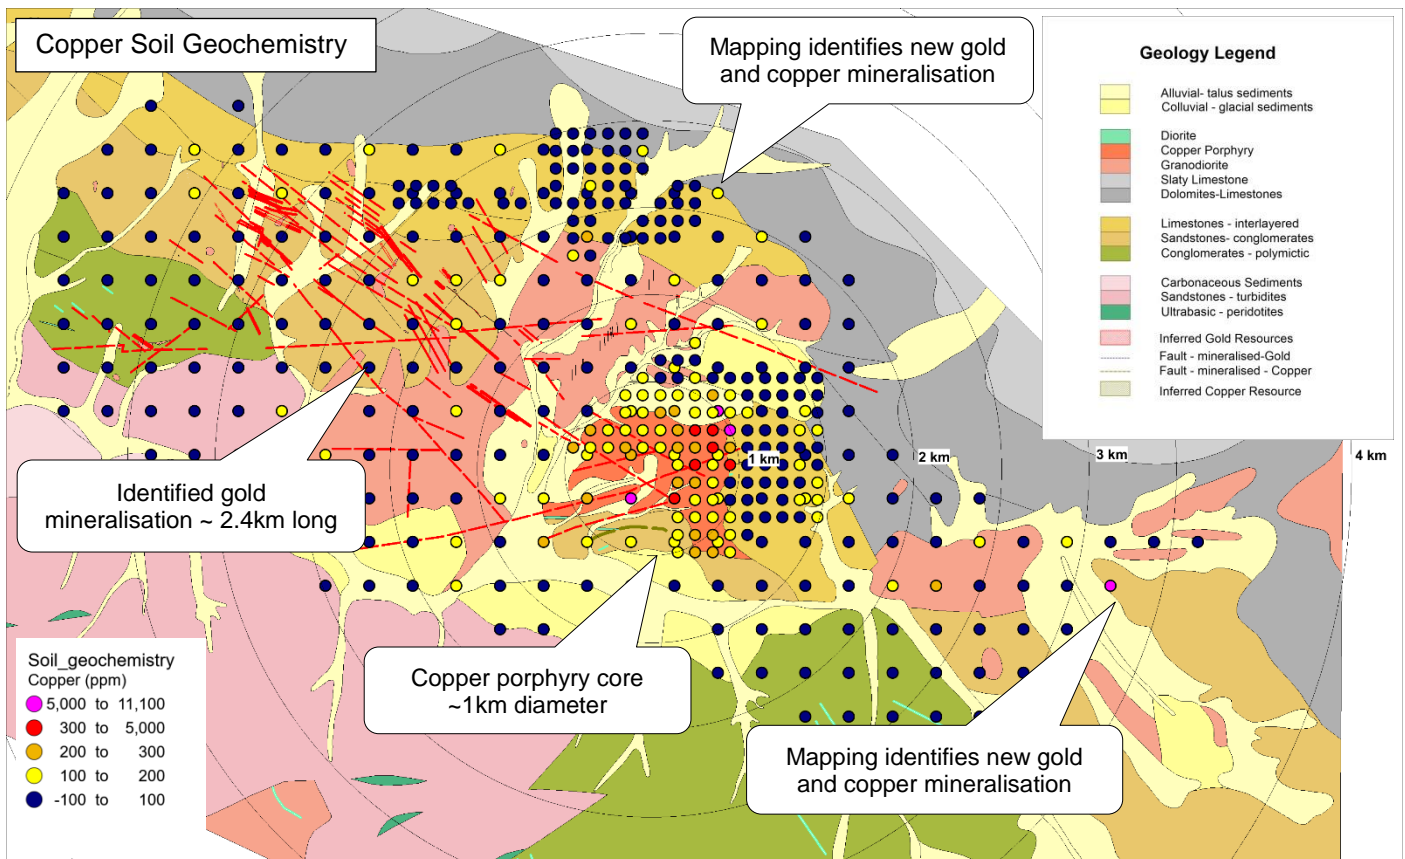 Copper Soil Geochemistry
Mapping identifies new gold
and copper mineralisation
Geology Legend
Alluvial- talus sediments
Colluvial - glacial sediments
Diorite
Copper Porphyry
Granodiorite
Slaty Limestone
Dolomites-Limestones
Limestones - interlayered
Sandstones- conglomerates
Conglomerates - polymictic
Carbonaceous Sediments
Sandstones - turbidites
Ultrabasic - peridotites
Inferred Gold Resources
Fault - mineralised-Gold
Fault - mineralised - Copper
Inferred Copper Resource
1 km
2 km
3 km
4 km
Identified gold
mineralisation ~ 2.4km long
Copper porphyry core
~1km diameter
Mapping identifies new gold
and copper mineralisation
Soil_geochemistry
Copper (ppm)
5,000 to 11,100
300 to 5,000
200 to 300
100 to 200
-100 to 100